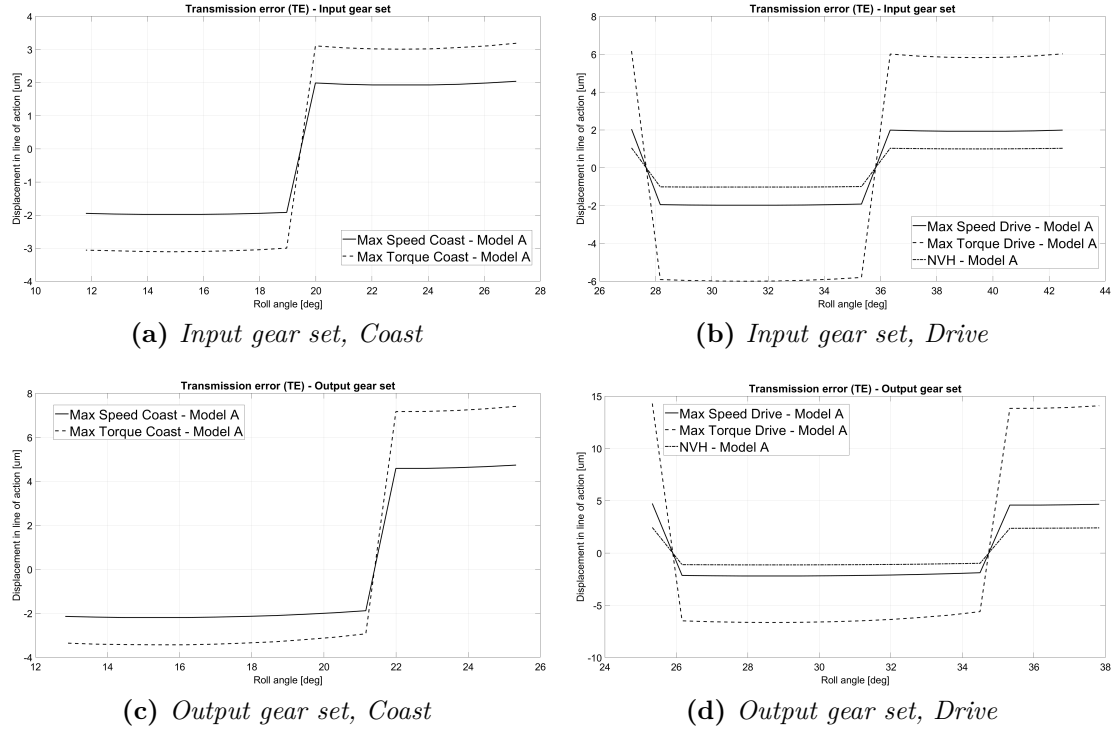 Transmission error (TE) - Input gear set
Displacement in line of action [um]
4
3
2
1
0
-1
-2
-3
-4
10 12 14 16 18 20 22 24 26 28
Roll angle [deg]
Max Speed Coast - Model A
Max Torque Coast - Model A
(a) Input gear set, Coast
Transmission error (TE) - Input gear set
Displacement in line of action [um]
8
6
4
2
0
-2
-4
-6
26 28 30 32 34 36 38 40 42 44
Roll angle [deg]
Max Speed Drive - Model A
Max Torque Drive - Model A
NVH - Model A
(b) Input gear set, Drive
Transmission error (TE) - Output gear set
Displacement in line of action [um]
8
6
4
2
0
-2
-4
12 14 16 18 20 22 24 26
Roll angle [deg]
Max Speed Coast - Model A
Max Torque Coast - Model A
(c) Output gear set, Coast
Transmission error (TE) - Output gear set
Displacement in line of action [um]
15
10
5
0
-5
-10
24 26 28 30 32 34 36 38
Roll angle [deg]
Max Speed Drive - Model A
Max Torque Drive - Model A
NVH - Model A
(d) Output gear set, Drive